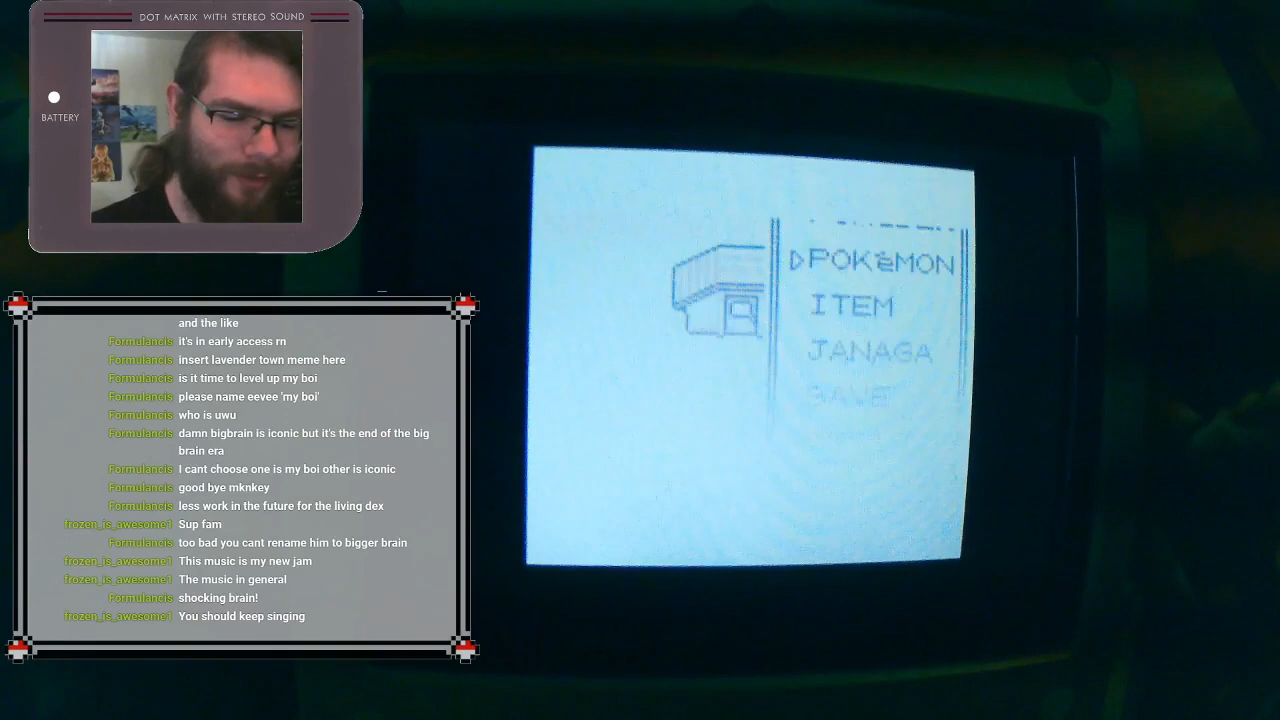 DOT MATRIX WITH STEREO SOUND
BATTERY
and the like
Formulancis it's in early access rn
Formulancis insert lavender town meme here
Formulancis is it time to level up my boi
Formulancis please name eevee 'my boi'
Formulancis who is uwu
Formulancis damn bigbrain is iconic but it's the end of the big
brain era
Formulancis I cant choose one is my boi other is iconic
Formulancis good bye mknkey
Formulancis less work in the future for the living dex
frozen_is_awesome1 Sup fam
Formulancis too bad you cant rename him to bigger brain
frozen_is_awesome1 This music is my new jam
frozen_is_awesome1 The music in general
Formulancis shocking brain!
frozen_is_awesome1 You should keep singing
POKéMON
ITEM
JANAGA
SAVE